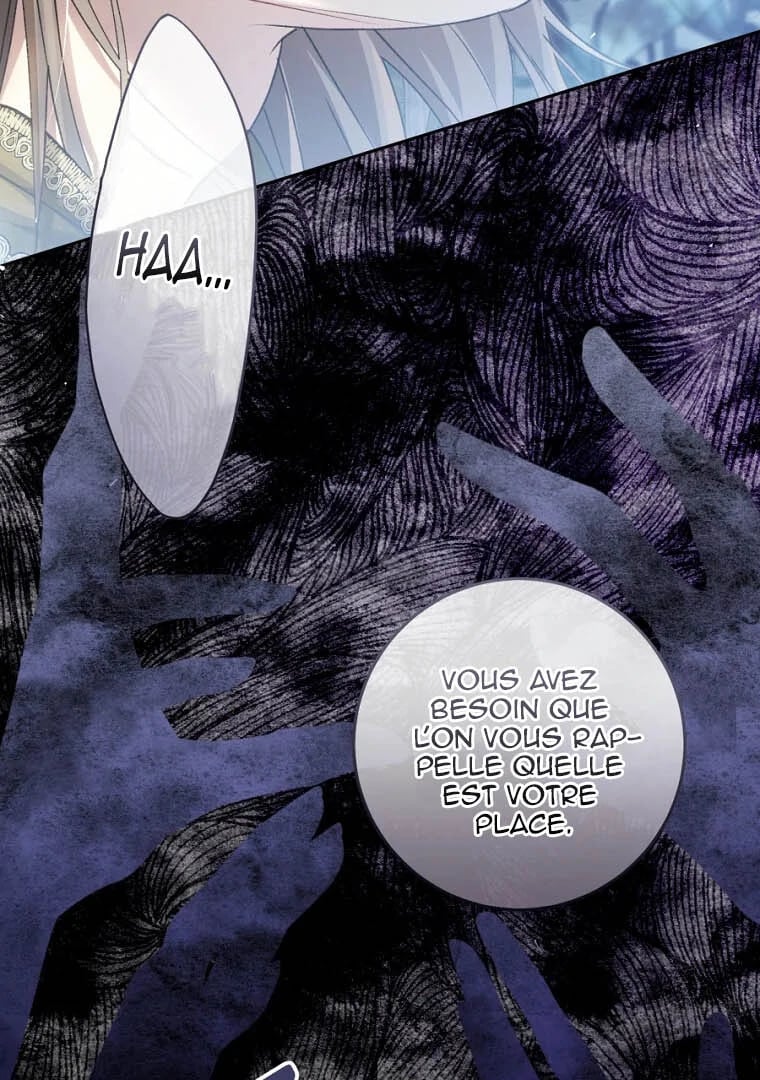 HAA...
VOUS AVEZ
BESOIN QUE
L'ON VOUS RAP-
PELLE QUELLE
EST VOTRE
PLACE.